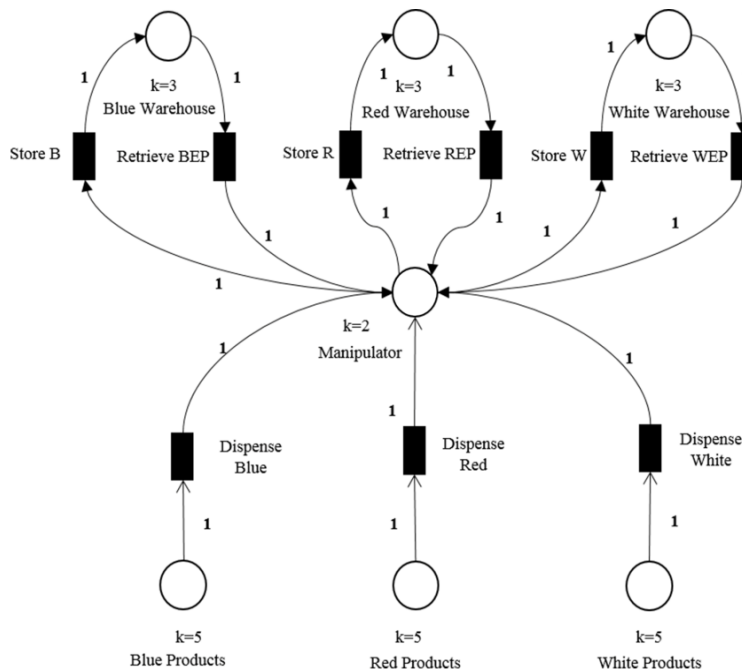 1
1
k=3
Blue Warehouse
Store B
Retrieve BEP
1
1
1
1
k=3
Red Warehouse
Store R
Retrieve REP
1
1
1
1
k=3
White Warehouse
Store W
Retrieve WEP
1
1
k=2
Manipulator
1
1
1
Dispense
Blue
Dispense
Red
Dispense
White
1
1
1
k=5
Blue Products
k=5
Red Products
k=5
White Products